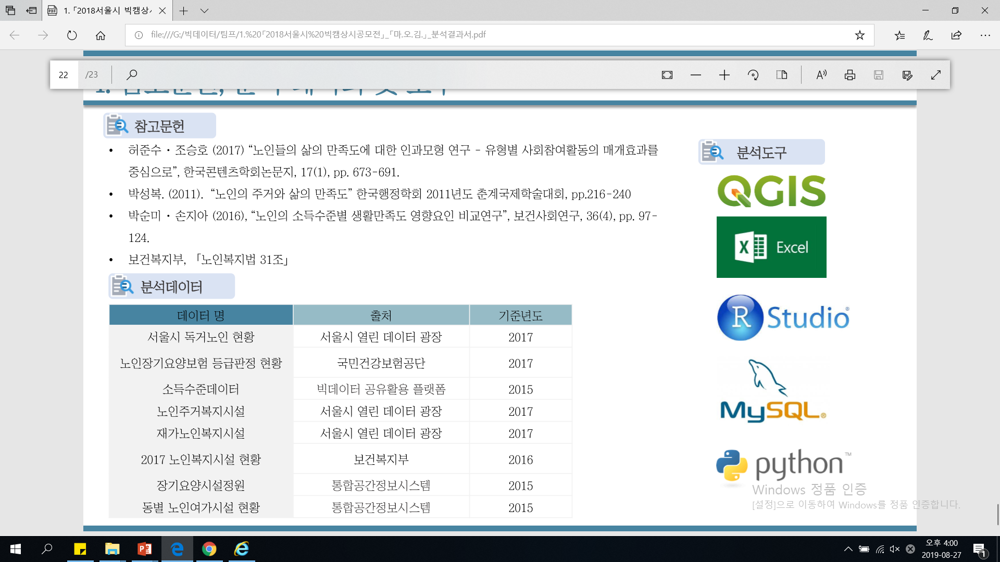 1. 「2018서울시 빅캠상시
file:///G:/빅데이터/팀프/1.%20「2018서울시%20빅캠상시공모전」_「마.오.김.」_분석결과서.pdf
22 /23
참고문헌
• 허준수・조승호 (2017) “노인들의 삶의 만족도에 대한 인과모형 연구 - 유형별 사회참여활동의 매개효과를
중심으로”, 한국콘텐츠학회논문지, 17(1), pp. 673-691.
• 박성복. (2011). “노인의 주거와 삶의 만족도” 한국행정학회 2011년도 춘계국제학술대회, pp.216-240
• 박순미・손지아 (2016), “노인의 소득수준별 생활만족도 영향요인 비교연구”, 보건사회연구, 36(4), pp. 97-
124.
• 보건복지부, 「노인복지법 31조」
분석데이터
데이터 명 출처 기준년도
서울시 독거노인 현황 서울시 열린 데이터 광장 2017
노인장기요양보험 등급판정 현황 국민건강보험공단 2017
소득수준데이터 빅데이터 공유활용 플랫폼 2015
노인주거복지시설 서울시 열린 데이터 광장 2017
재가노인복지시설 서울시 열린 데이터 광장 2017
2017 노인복지시설 현황 보건복지부 2016
장기요양시설정원 통합공간정보시스템 2015
동별 노인여가시설 현황 통합공간정보시스템 2015
분석도구
QGIS
Excel
R Studio®
MySQL®
python™
Windows 정품 인증
[설정]으로 이동하여 Windows를 정품 인증합니다.
오후 4:00
2019-08-27
1